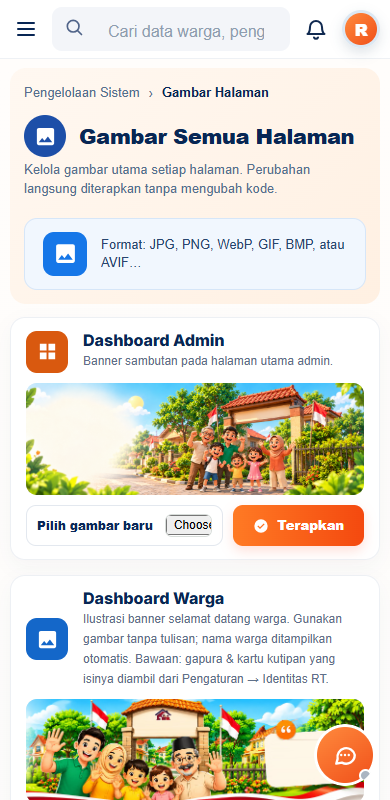 Cari data warga, peng
R
Pengelolaan Sistem › Gambar Halaman
Gambar Semua Halaman
Kelola gambar utama setiap halaman. Perubahan
langsung diterapkan tanpa mengubah kode.
Format: JPG, PNG, WebP, GIF, BMP, atau
AVIF...
Dashboard Admin
Banner sambutan pada halaman utama admin.
Pilih gambar baru
Choose
Terapkan
Dashboard Warga
Ilustrasi banner selamat datang warga. Gunakan
gambar tanpa tulisan; nama warga ditampilkan
otomatis. Bawaan: gapura & kartu kutipan yang
isinya diambil dari Pengaturan → Identitas RT.